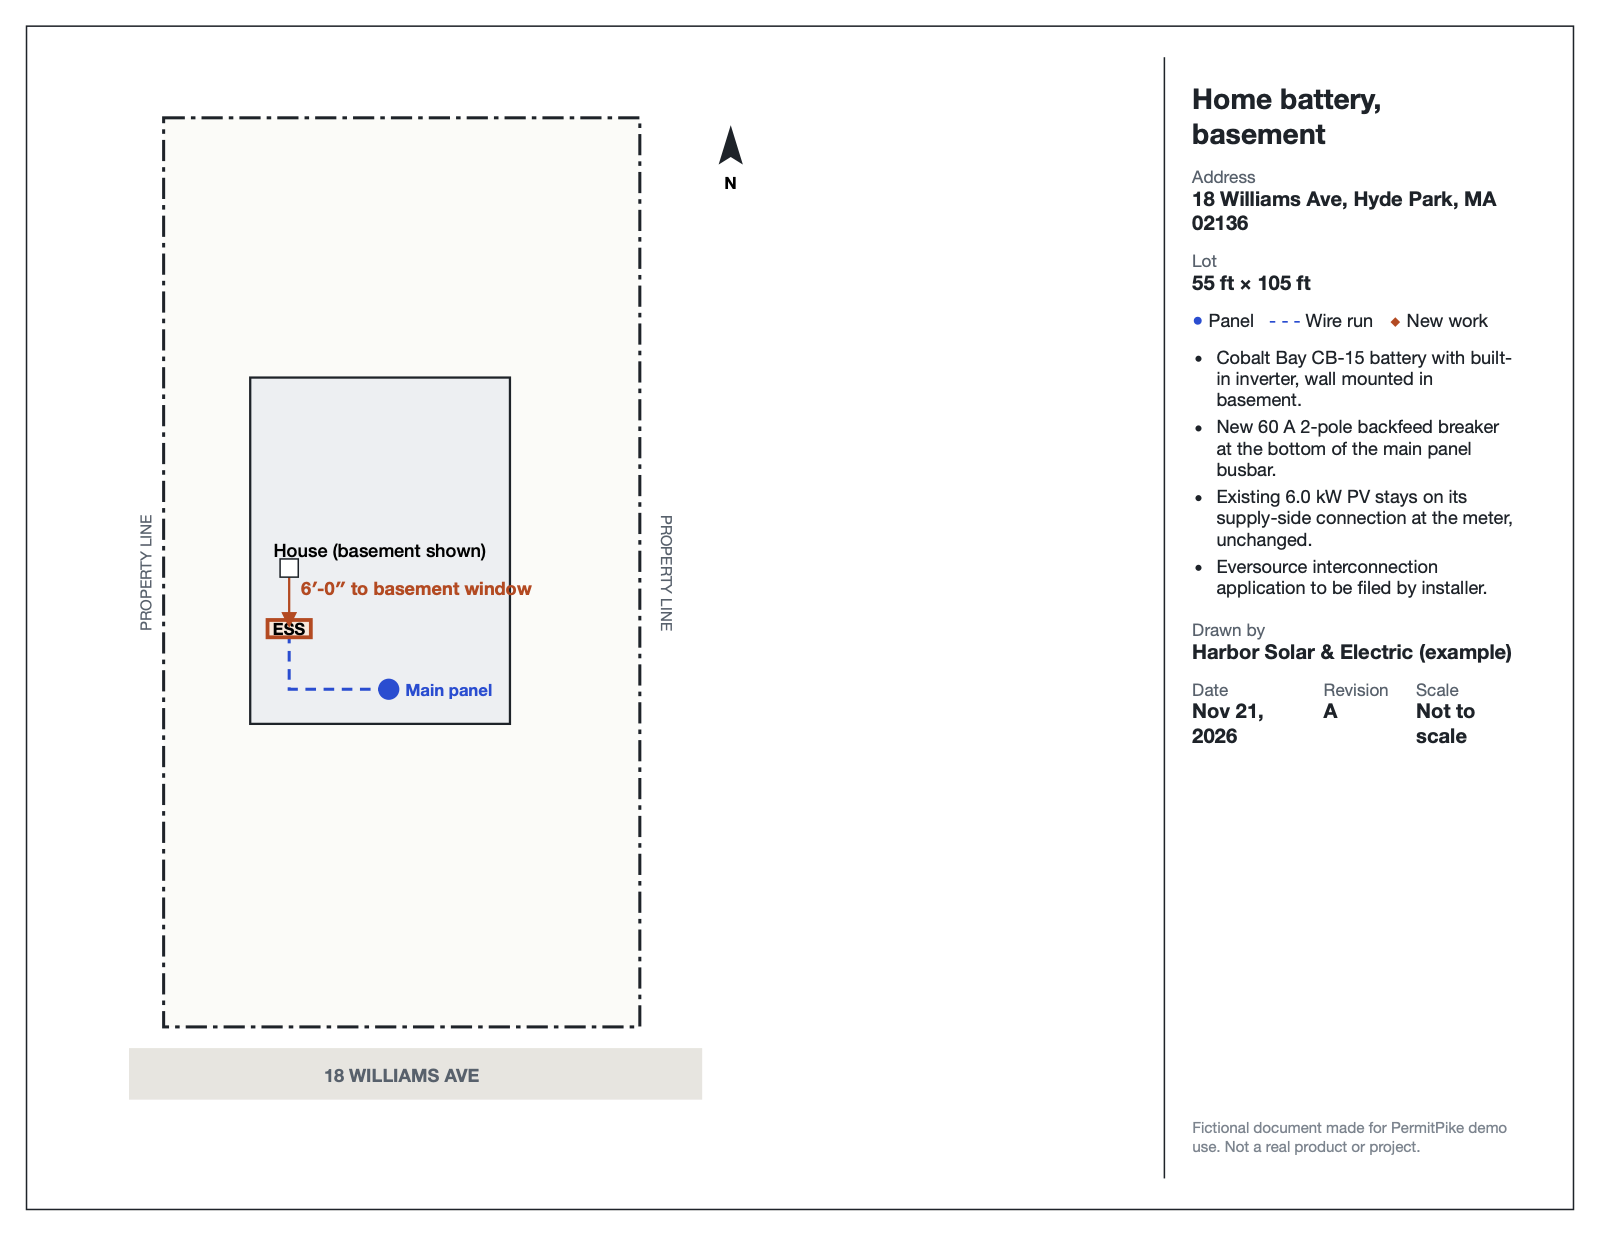 PROPERTY LINE
PROPERTY LINE
N
House (basement shown)
6′-0″ to basement window
ESS
Main panel
18 WILLIAMS AVE
Home battery,
basement
Address
18 Williams Ave, Hyde Park, MA
02136
Lot
55 ft × 105 ft
Panel Wire run New work
• Cobalt Bay CB-15 battery with built-
in inverter, wall mounted in
basement.
• New 60 A 2-pole backfeed breaker
at the bottom of the main panel
busbar.
• Existing 6.0 kW PV stays on its
supply-side connection at the meter,
unchanged.
• Eversource interconnection
application to be filed by installer.
Drawn by
Harbor Solar & Electric (example)
Date Revision Scale
Nov 21, A Not to
2026 scale
Fictional document made for PermitPike demo
use. Not a real product or project.